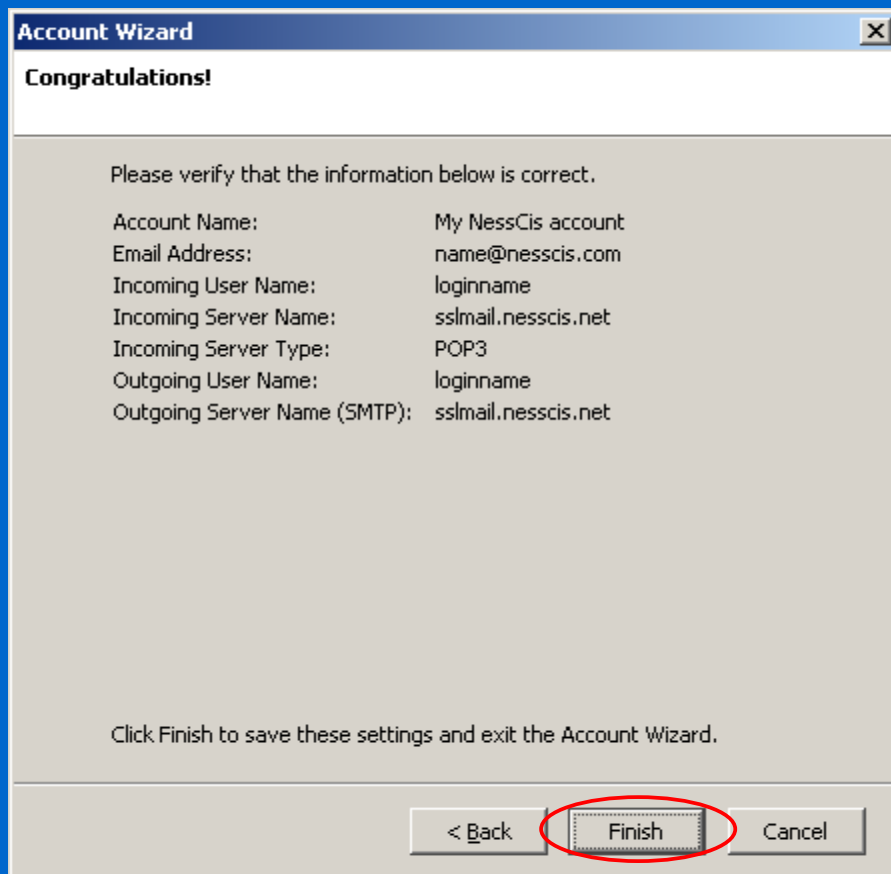 Account Wizard
Congratulations!
Please verify that the information below is correct.
Account Name: My NessCis account
Email Address: name@nesscis.com
Incoming User Name: loginname
Incoming Server Name: sslmail.nesscis.net
Incoming Server Type: POP3
Outgoing User Name: loginname
Outgoing Server Name (SMTP): sslmail.nesscis.net
Click Finish to save these settings and exit the Account Wizard.
< Back Finish Cancel